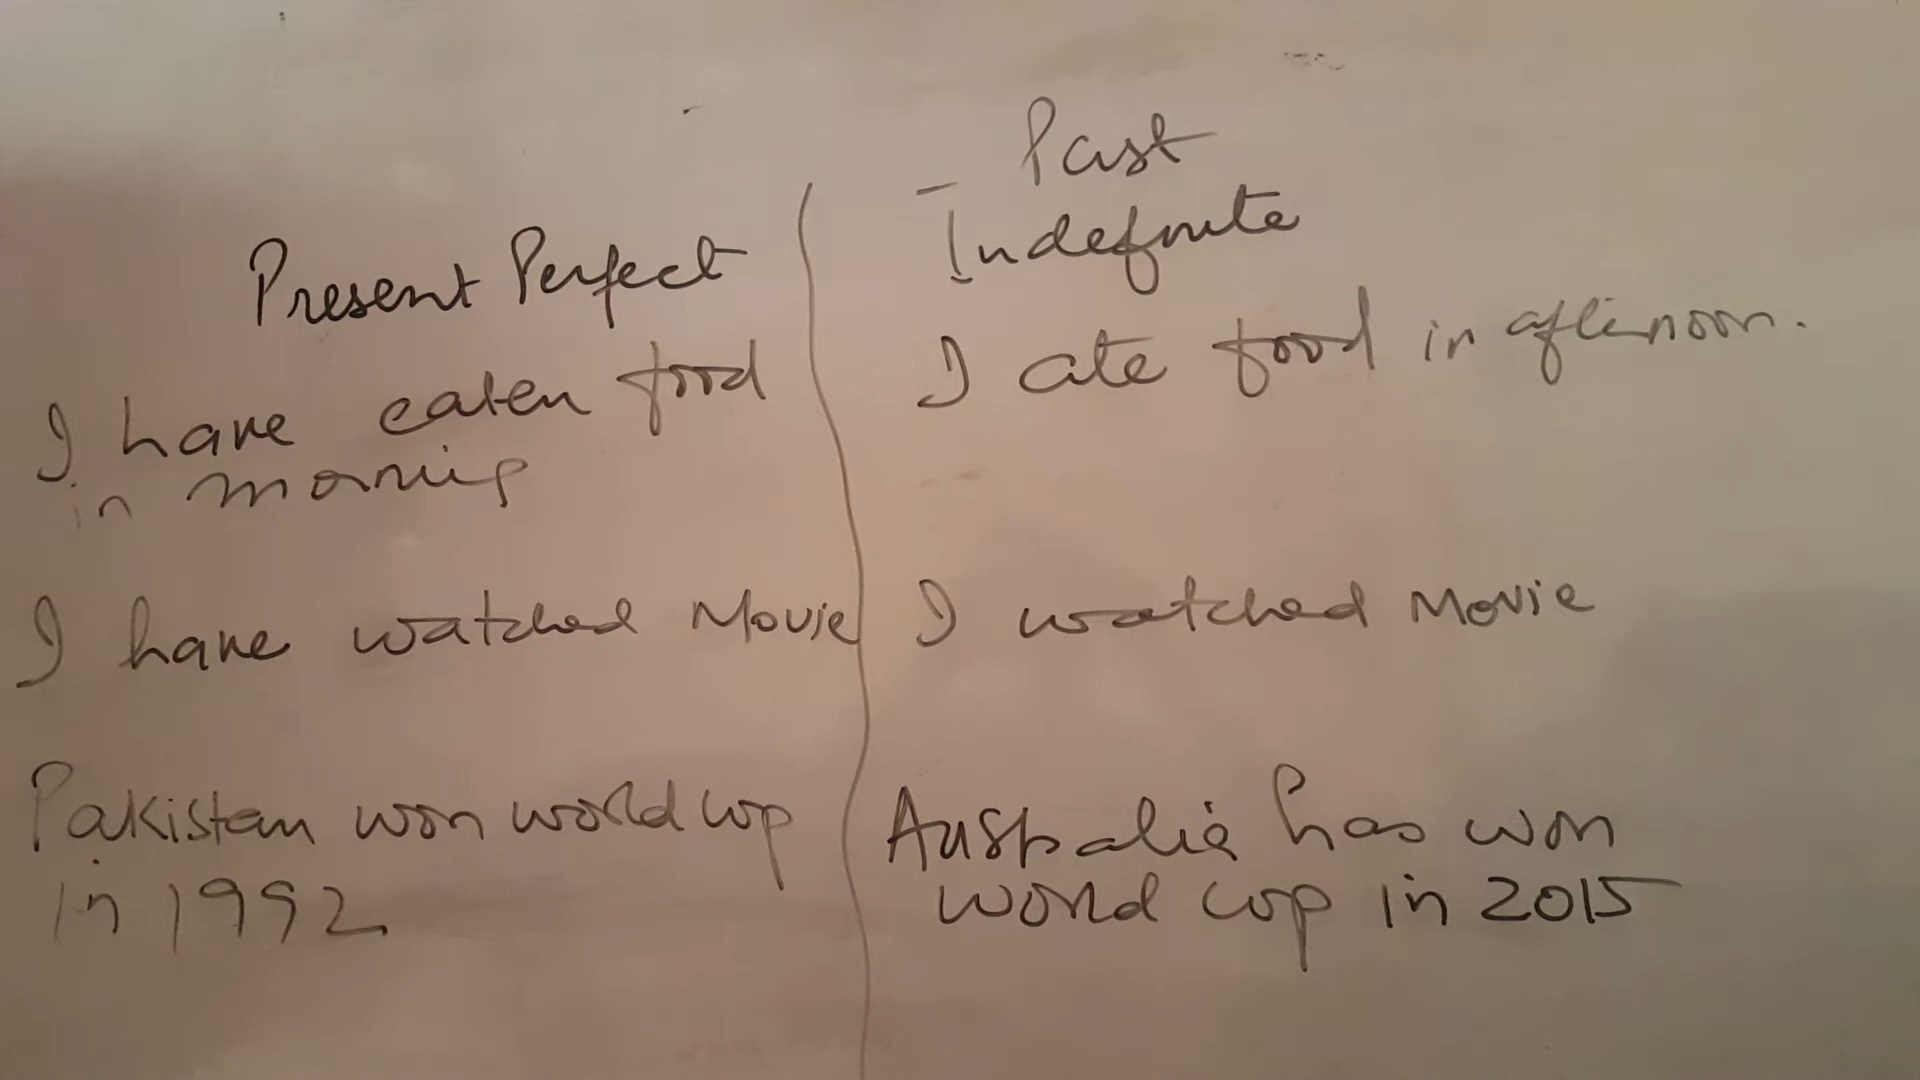 Present Perfect
I have eaten food
in morning
I have watched Movie
Pakistan won world cup
in 1992
Past
Indefinite
I ate food in afternoon.
I watched Movie
Australia has won
world cup in 2015